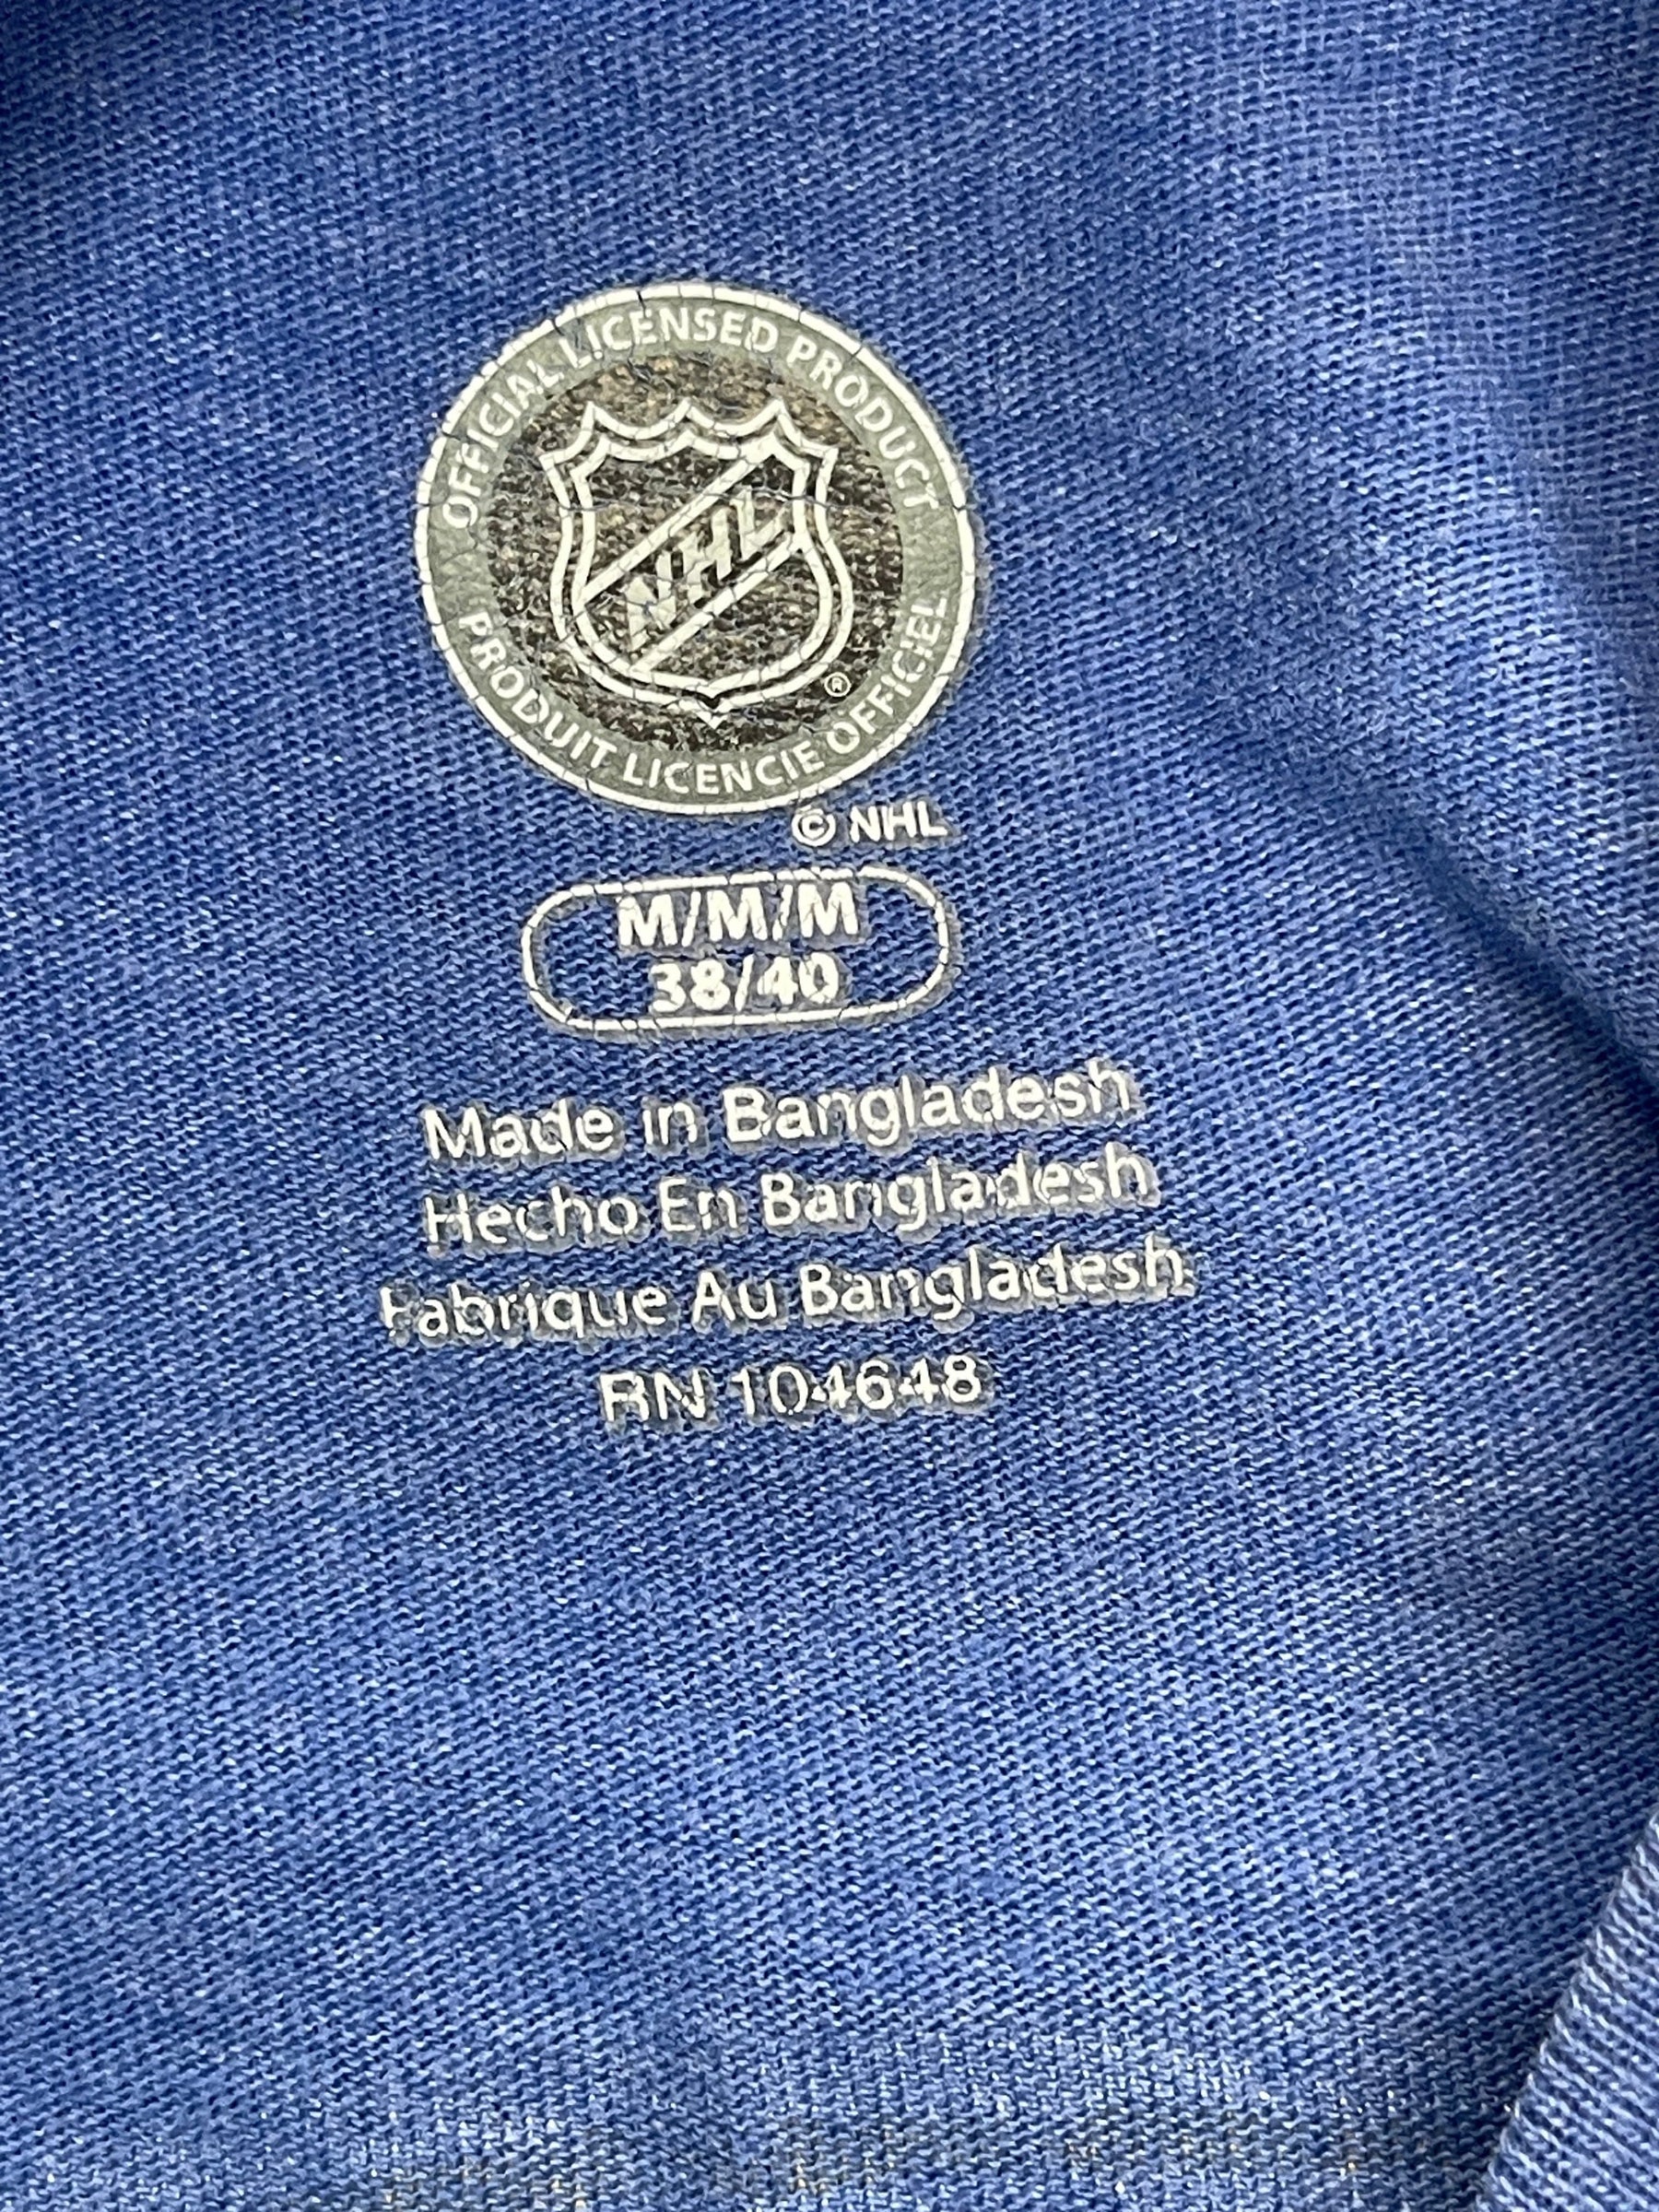 OFFICIAL LICENSED PRODUCT
NHL
®
PRODUIT LICENCIE OFFICIEL
© NHL
M/M/M
38/40
Made in Bangladesh
Hecho En Bangladesh
Fabrique Au Bangladesh
RN 104648